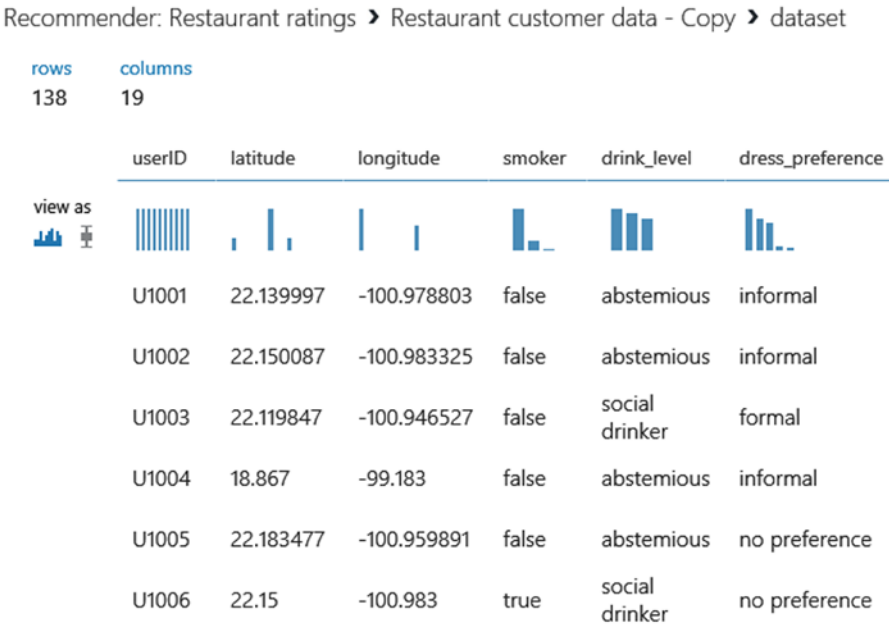 Recommender: Restaurant ratings > Restaurant customer data - Copy > dataset
rows columns
138 19
userID latitude longitude smoker drink_level dress_preference
view as
U1001 22.139997 -100.978803 false abstemious informal
U1002 22.150087 -100.983325 false abstemious informal
U1003 22.119847 -100.946527 false social drinker formal
U1004 18.867 -99.183 false abstemious informal
U1005 22.183477 -100.959891 false abstemious no preference
U1006 22.15 -100.983 true social drinker no preference